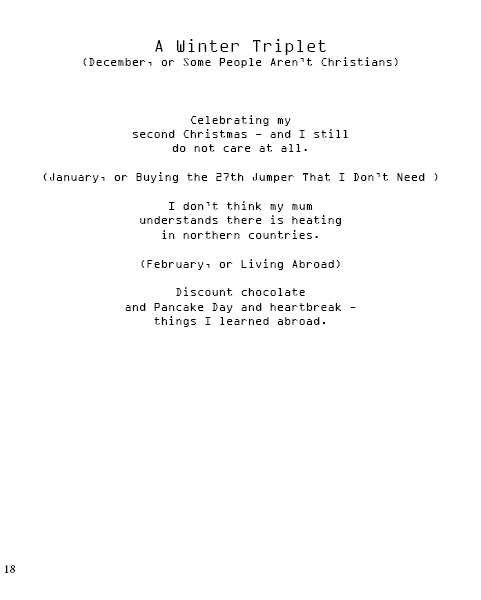 A Winter Triplet
(December, or Some People Aren't Christians)
Celebrating my
second Christmas - and I still
do not care at all.
(January, or Buying the 27th Jumper That I Don't Need )
I don't think my mum
understands there is heating
in northern countries.
(February, or Living Abroad)
Discount chocolate
and Pancake Day and heartbreak -
things I learned abroad.
18